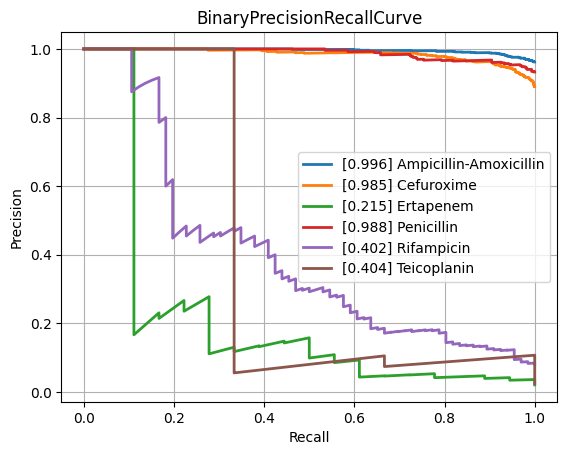 BinaryPrecisionRecallCurve
Precision
1.0
0.8
0.6
0.4
0.2
0.0
[0.996] Ampicillin-Amoxicillin
[0.985] Cefuroxime
[0.215] Ertapenem
[0.988] Penicillin
[0.402] Rifampicin
[0.404] Teicoplanin
0.0 0.2 0.4 0.6 0.8 1.0
Recall